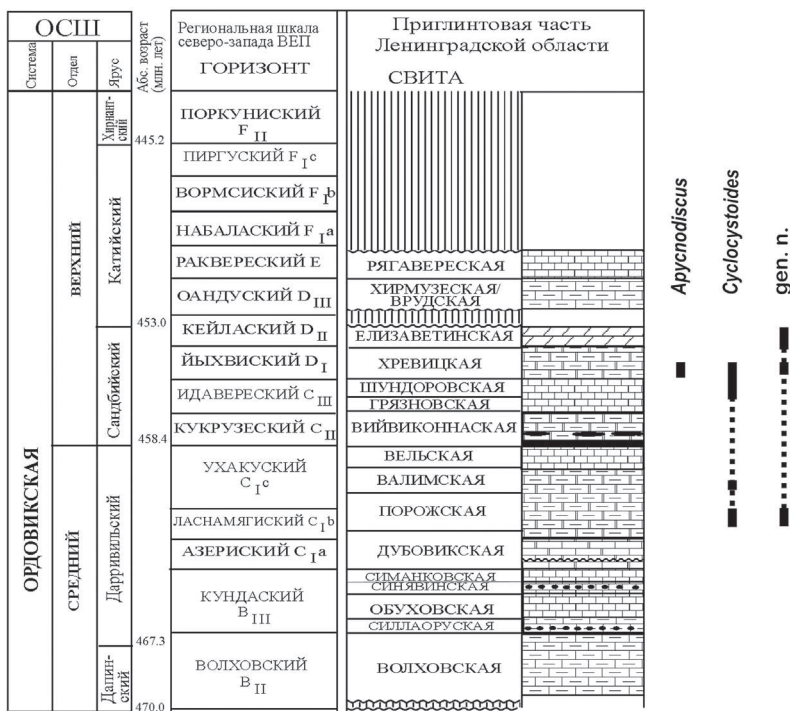 ОСШ
Система
Отдел
Ярус
Абс. возраст
(млн. лет)
Региональная шкала
северо-запада ВЕП
ГОРИЗОНТ
Приглинтовая часть
Ленинградской области
СВИТА
ОРДОВИКСКАЯ
ВЕРХНИЙ
СРЕДНИЙ
Хирнант-
ский
Катийский
Сандбийский
Дарривильский
Дапин-
ский
445.2
453.0
458.4
467.3
470.0
ПОРКУНИСКИЙ
F II
ПИРГУСКИЙ F I c
ВОРМСИСКИЙ F I b
НАБАЛАСКИЙ F I a
РАКВЕРЕСКИЙ E
ОАНДУСКИЙ D III
КЕЙЛАСКИЙ D II
ЙЫХВИСКИЙ D I
ИДАВЕРЕСКИЙ C III
КУКРУЗЕСКИЙ C II
УХАКУСКИЙ
C I c
ЛАСНАМЯГИСКИЙ C I b
АЗЕРИСКИЙ C I a
КУНДАСКИЙ
B III
ВОЛХОВСКИЙ
B II
РЯГАВЕРЕСКАЯ
ХИРМУЗЕСКАЯ/
ВРУДСКАЯ
ЕЛИЗАВЕТИНСКАЯ
ХРЕВИЦКАЯ
ШУНДОРОВСКАЯ
ГРЯЗНОВСКАЯ
ВИЙВИКОННАСКАЯ
ВЕЛЬСКАЯ
ВАЛИМСКАЯ
ПОРОЖСКАЯ
ДУБОВИКСКАЯ
СИМАНКОВСКАЯ
СИНЯВИНСКАЯ
ОБУХОВСКАЯ
СИЛЛАОРУСКАЯ
ВОЛХОВСКАЯ
Apycnodiscus
Cyclocystoides
gen. n.